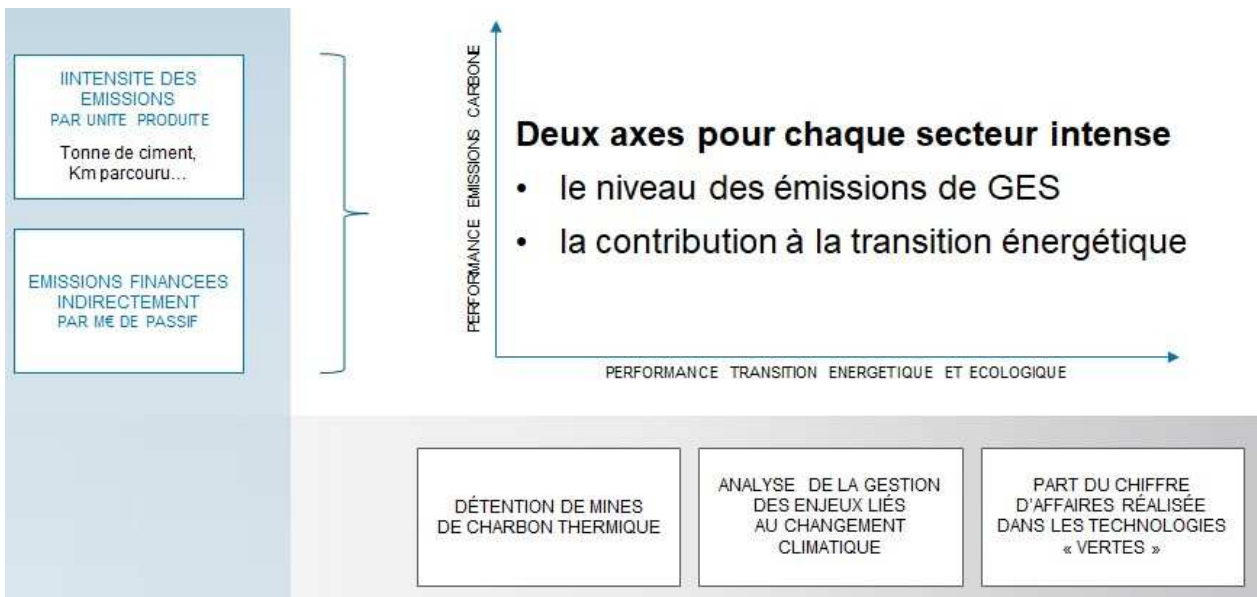 IINTENSITE DES
EMISSIONS
PAR UNITE PRODUITE
Tonne de ciment,
Km parcouru…
EMISSIONS FINANCEES
INDIRECTEMENT
PAR M€ DE PASSIF
PERFORMANCE EMISSIONS CARBONE
Deux axes pour chaque secteur intense
• le niveau des émissions de GES
• la contribution à la transition énergétique
PERFORMANCE TRANSITION ENERGETIQUE ET ECOLOGIQUE
DÉTENTION DE MINES
DE CHARBON THERMIQUE
ANALYSE DE LA GESTION
DES ENJEUX LIÉS
AU CHANGEMENT
CLIMATIQUE
PART DU CHIFFRE
D'AFFAIRES RÉALISÉE
DANS LES TECHNOLOGIES
« VERTES »